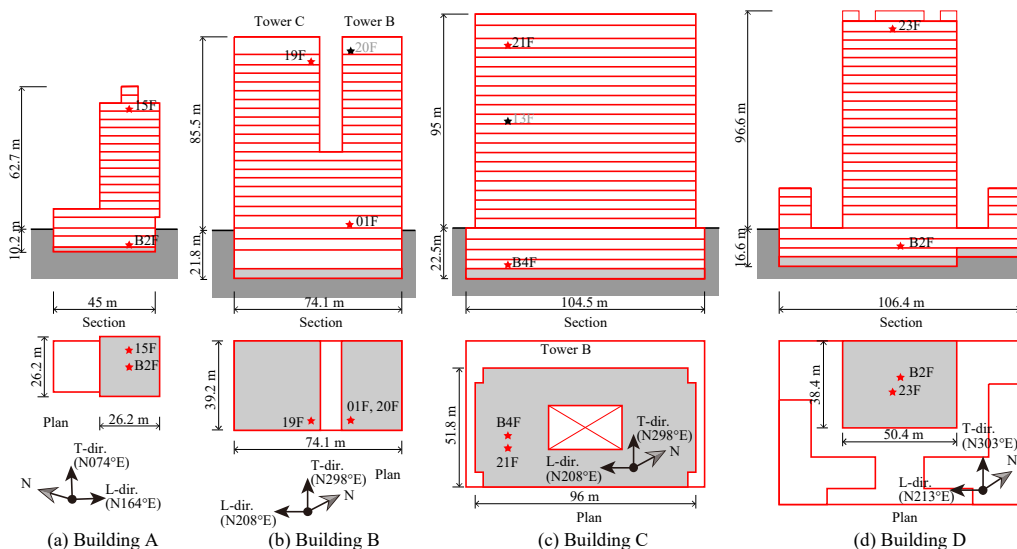 15F
62.7 m
10.2 m
B2F
45 m
Section
26.2 m
15F
B2F
Plan
26.2 m
T-dir.
(N074°E)
N
L-dir.
(N164°E)
(a) Building A
Tower C
Tower B
20F
19F
85.5 m
01F
21.8 m
74.1 m
Section
39.2 m
19F
01F, 20F
74.1 m
T-dir.
(N298°E)
Plan
N
L-dir.
(N208°E)
(b) Building B
21F
95 m
13F
22.5m
B4F
104.5 m
Section
Tower B
51.8 m
B4F
21F
T-dir.
(N298°E)
L-dir.
(N208°E)
N
96 m
Plan
(c) Building C
23F
96.6 m
16.6 m
B2F
106.4 m
Section
38.4 m
B2F
23F
50.4 m
T-dir.
(N303°E)
N
L-dir.
(N213°E)
Plan
(d) Building D